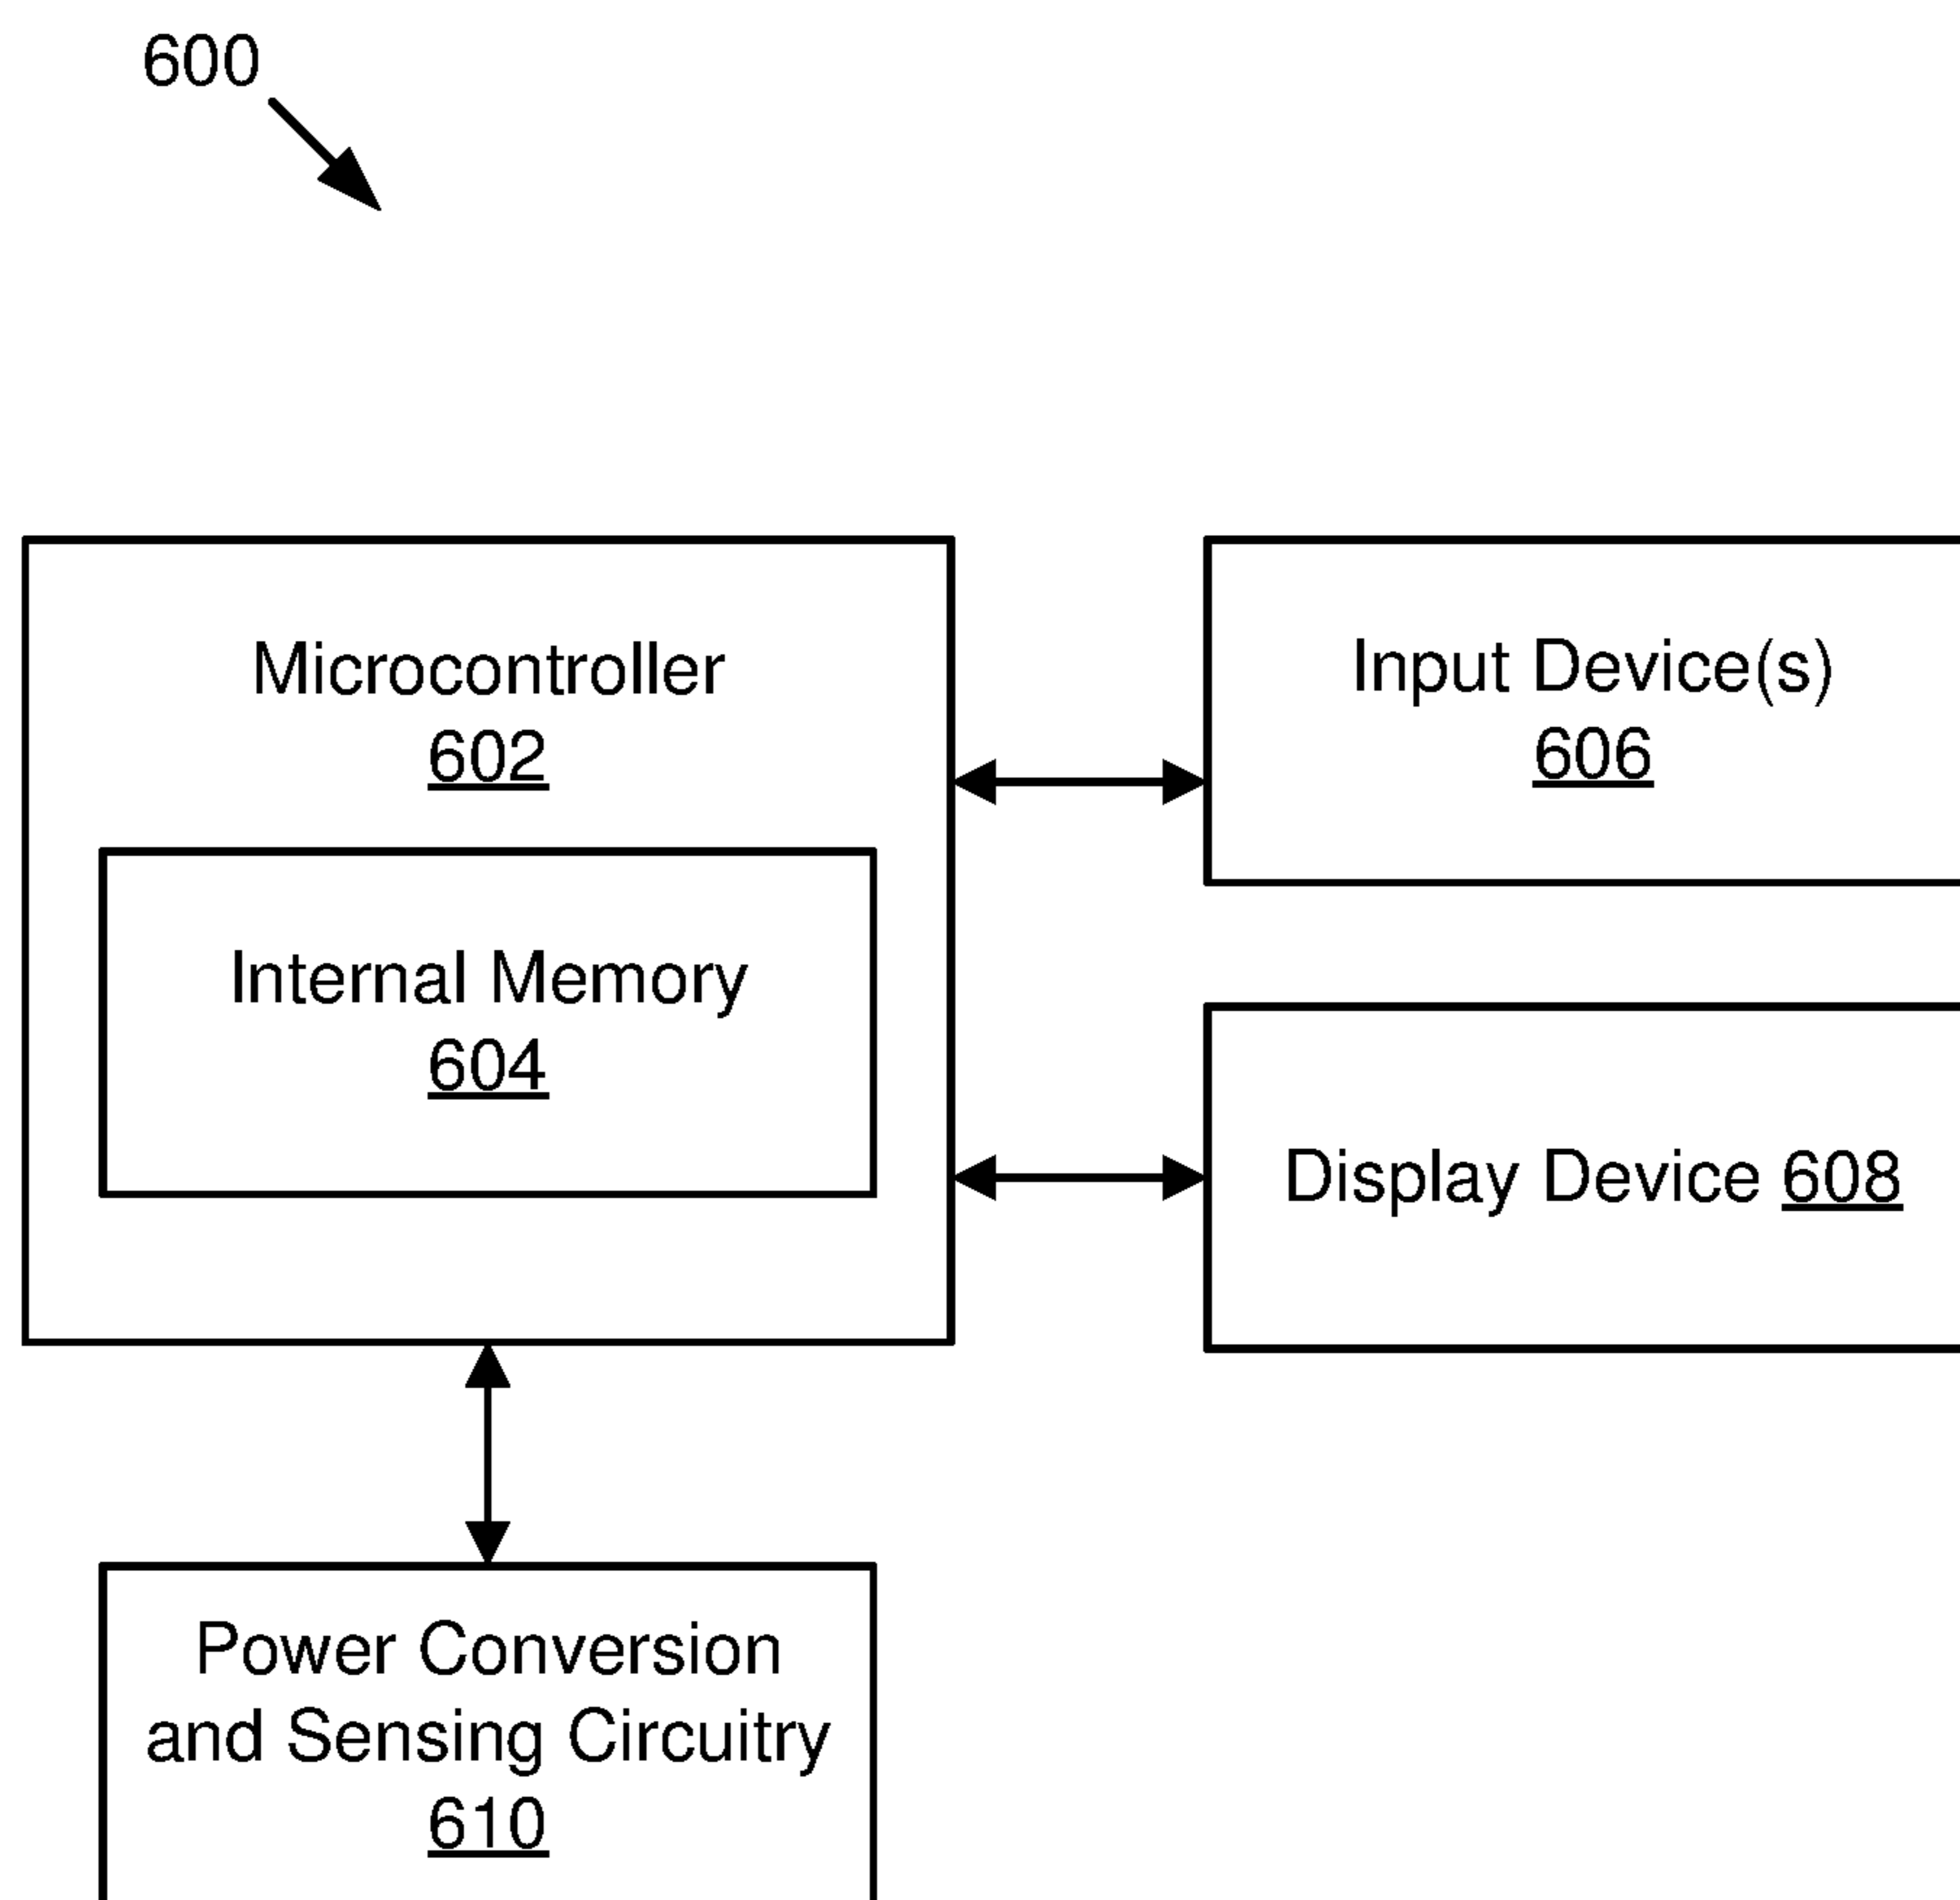 600
Microcontroller
602
Internal Memory
604
Input Device(s)
606
Display Device 608
Power Conversion
and Sensing Circuitry
610